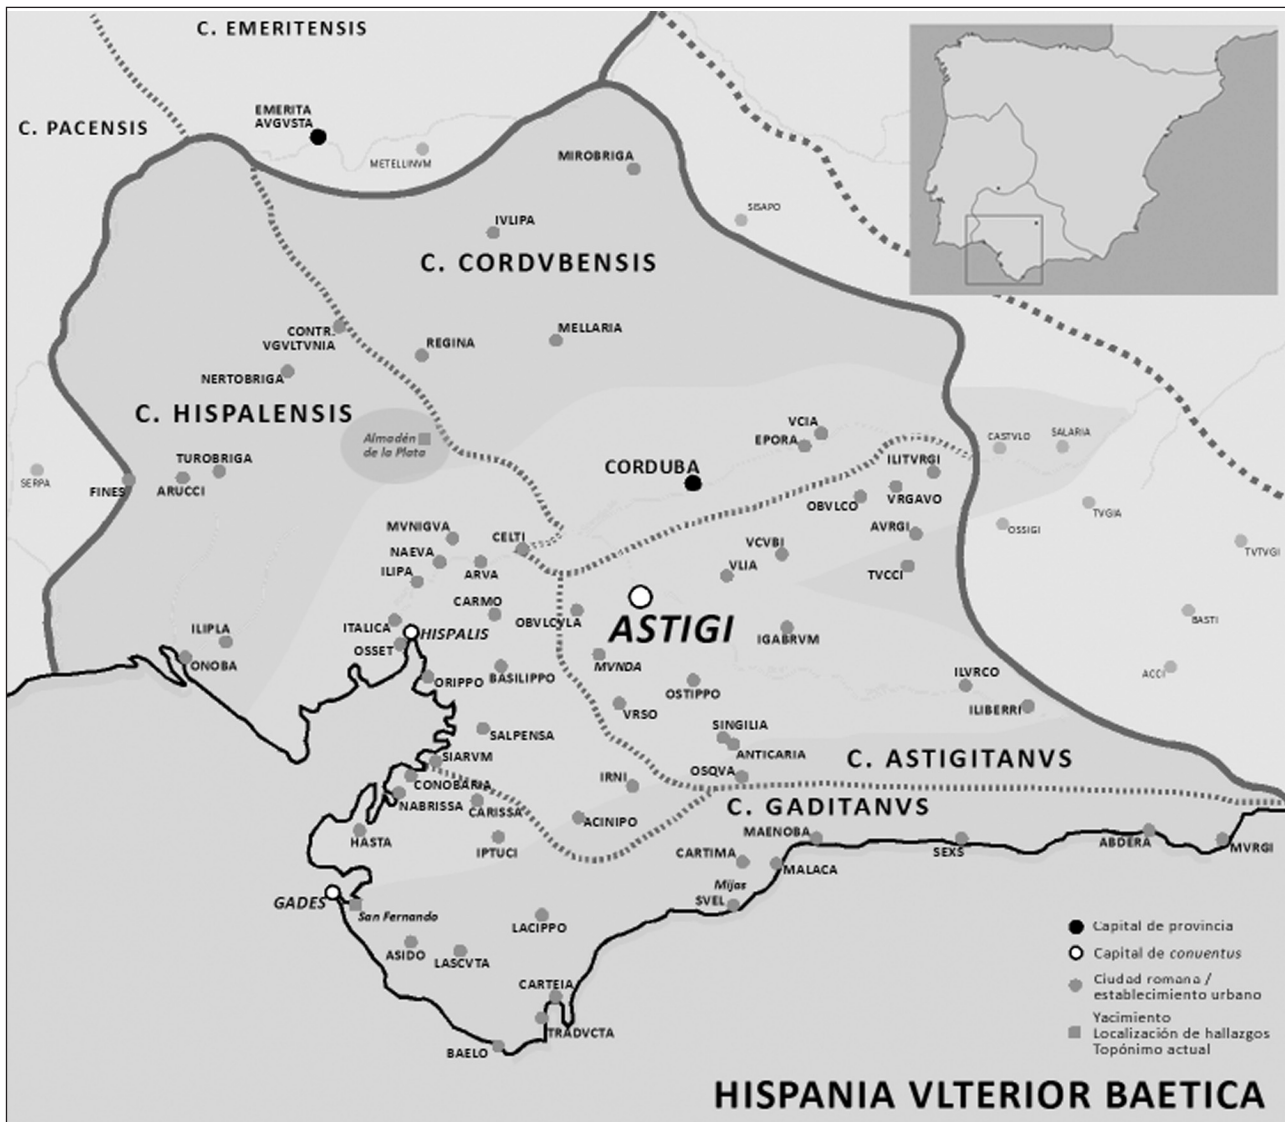 C. EMERITENSIS
EMERITA
AVGVSTA
C. PACENSIS
METELLINVM
MIROBRIGA
SISAPO
IVLIPA
C. CORDVBENSIS
CONTR.
VGVLTVNIA
REGINA
MELLARIA
NERTOBRIGA
C. HISPALENSIS
Almadén
de la Plata
VCIA
EPORA
CASTVLO
SALARIA
TUROBRIGA
CORDUBA
ILITVRGI
SERPA
FINES
ARUCCI
OBVLCO
VRGAVO
TVGIA
MVNIGVA
CELTI
AVRGI
OSSIGI
NAEVA
VCVBI
TVTVGI
ILIPA
ARVA
VLIA
TVCCI
CARMO
OBVLCVLA
ASTIGI
BASTI
ILIPLA
ITALICA
HISPALIS
IGABRVM
OSSET
ONOBA
MVNDA
ACCI
ORIPPO
BASILIPPO
ILVRCO
OSTIPPO
ILIBERRI
VRSO
SINGILIA
SALPENSA
ANTICARIA
SIARVM
C. ASTIGITANVS
OSQVA
IRNI
CONOBARIA
NABRISSA
CARISSA
C. GADITANVS
ACINIPO
MAENOBA
HASTA
IPTUCI
CARTIMA
SEXS
ABDERA
MVRGI
MALACA
Mijas
SVEL
GADES
San Fernando
LACIPPO
ASIDO
LASCVTA
CARTEIA
TRADVCTA
BAELO
Capital de provincia
Capital de conuentus
Ciudad romana /
establecimiento urbano
Yacimiento
Localización de hallazgos
Topónimo actual
HISPANIA VLTERIOR BAETICA